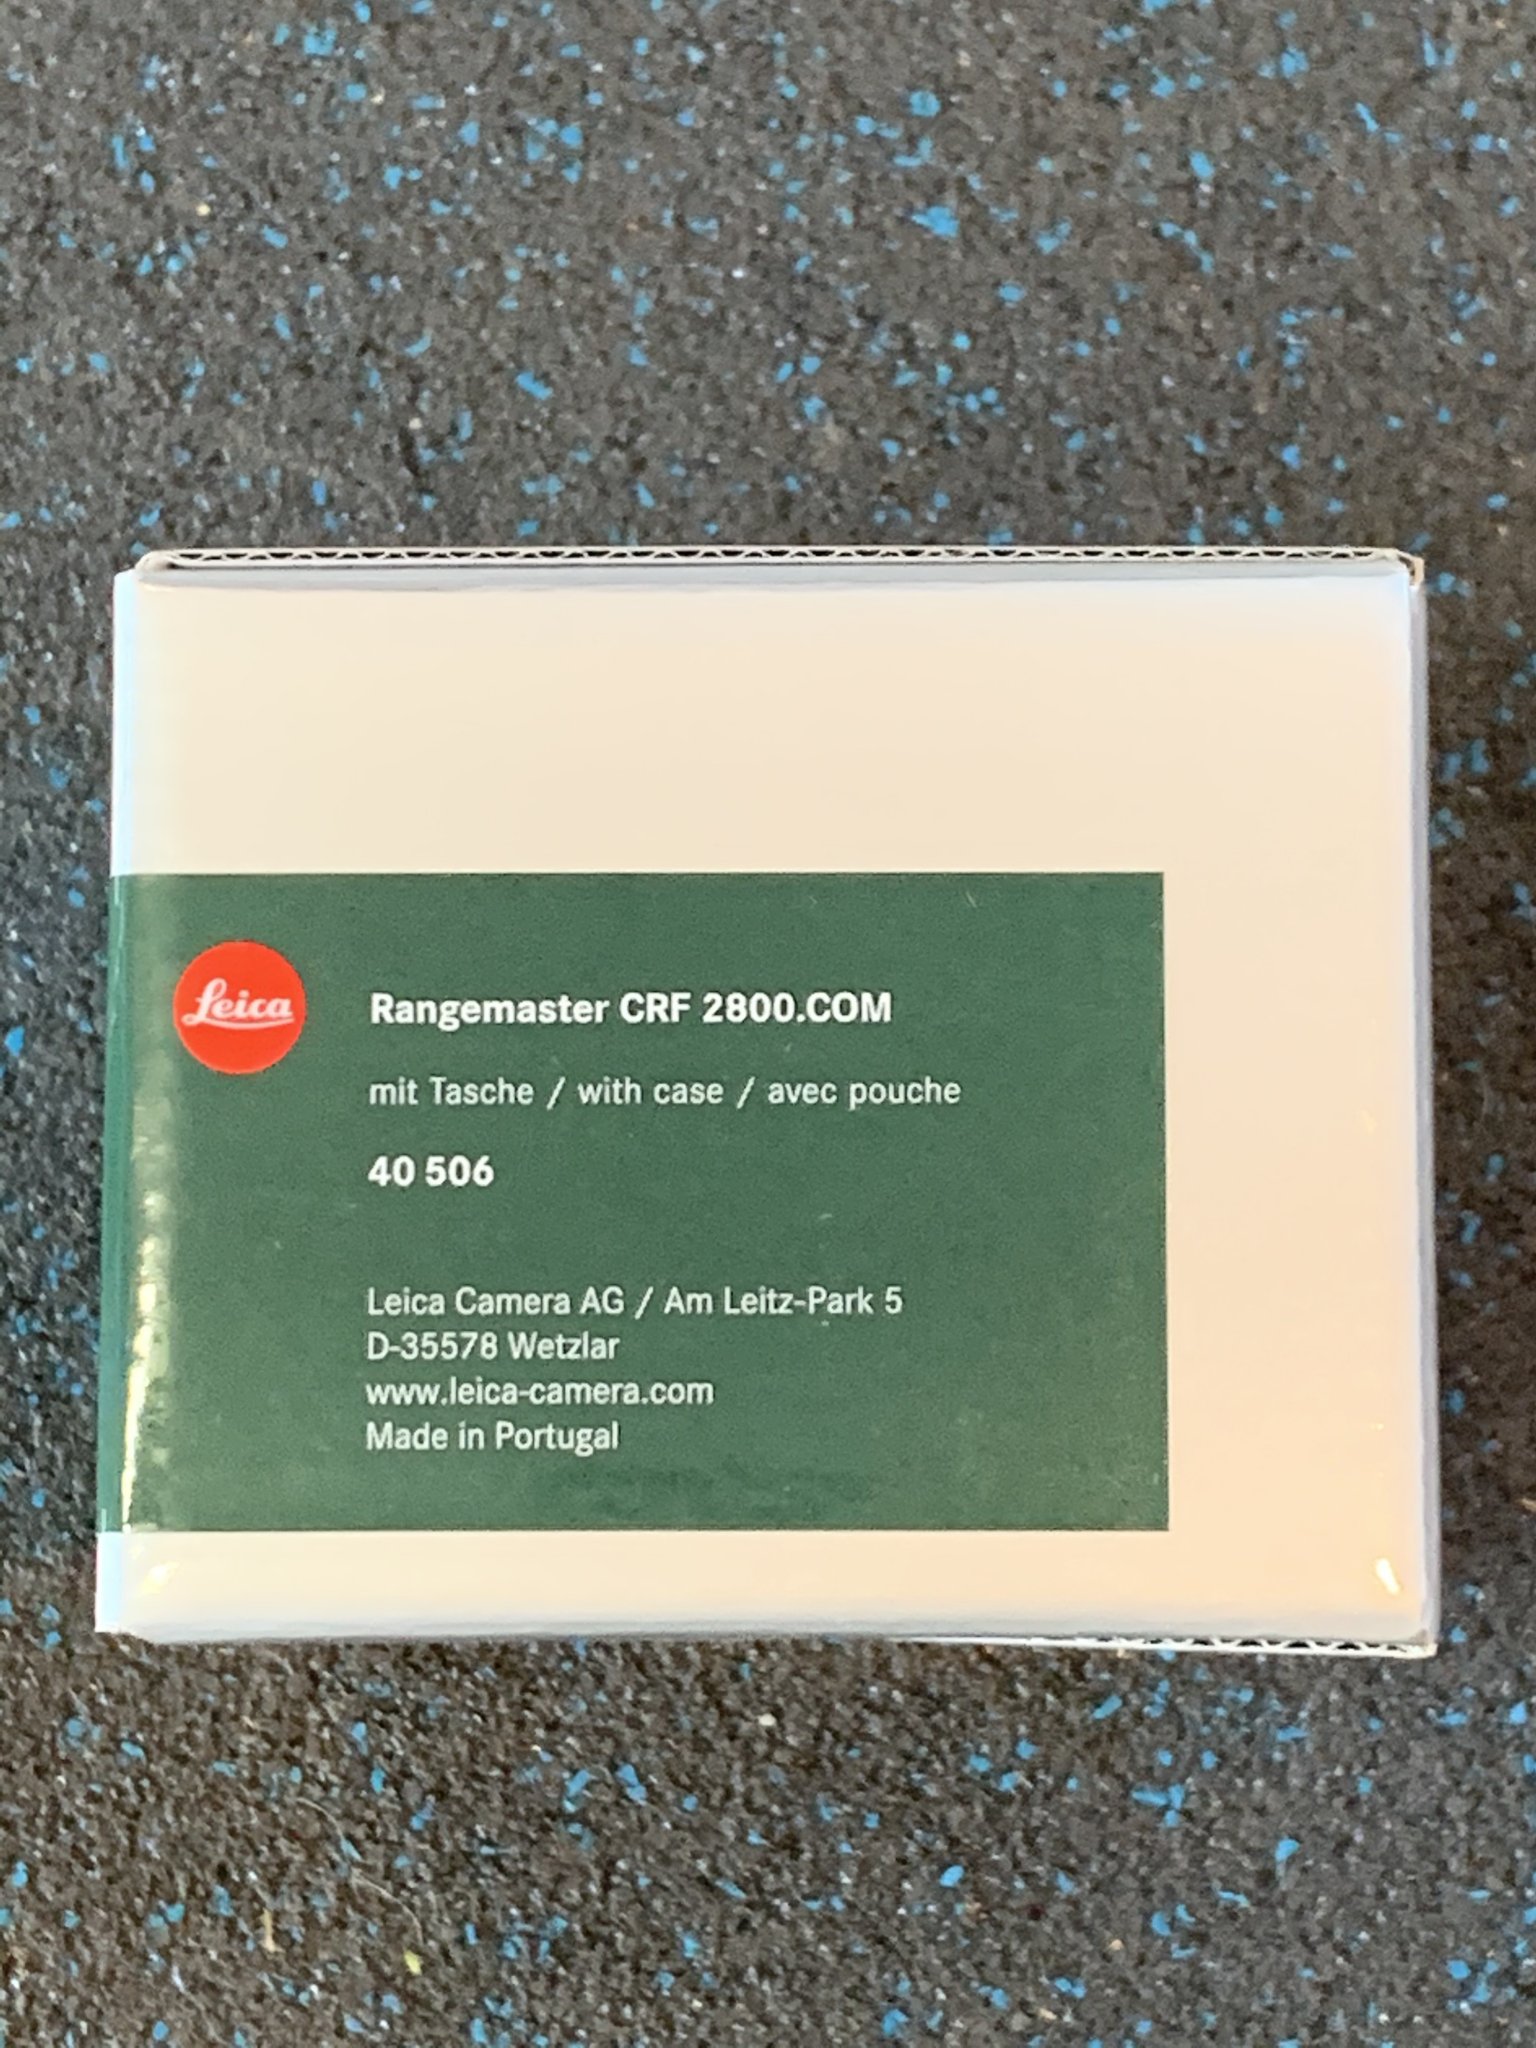 Leica
Rangemaster CRF 2800.COM
mit Tasche / with case / avec pouche
40 506
Leica Camera AG / Am Leitz-Park 5
D-35578 Wetzlar
www.leica-camera.com
Made in Portugal